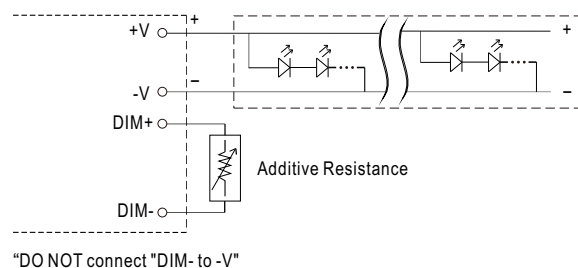 +V
+
+
-V
–
–
DIM+
Additive Resistance
DIM-
“DO NOT connect "DIM- to -V"